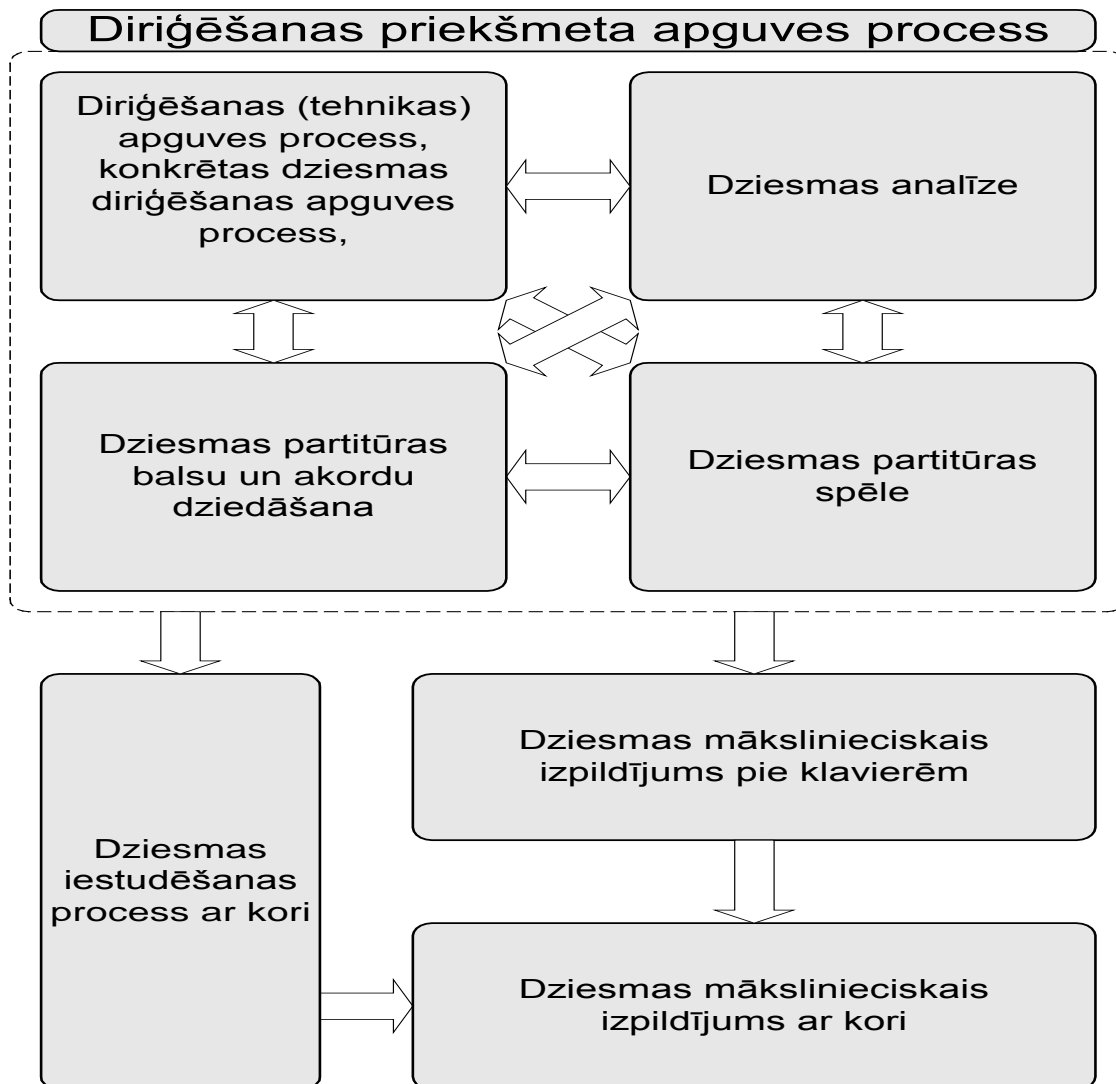 Diriģēšanas priekšmeta apguves process
Diriģēšanas (tehnikas)
apguves process,
konkrētas dziesmas
diriģēšanas apguves
process,
Dziesmas analīze
Dziesmas partitūras
balsu un akordu
dziedāšana
Dziesmas partitūras
spēle
Dziesmas
iestudēšanas
process ar kori
Dziesmas mākslinieciskais
izpildījums pie klavierēm
Dziesmas mākslinieciskais
izpildījums ar kori